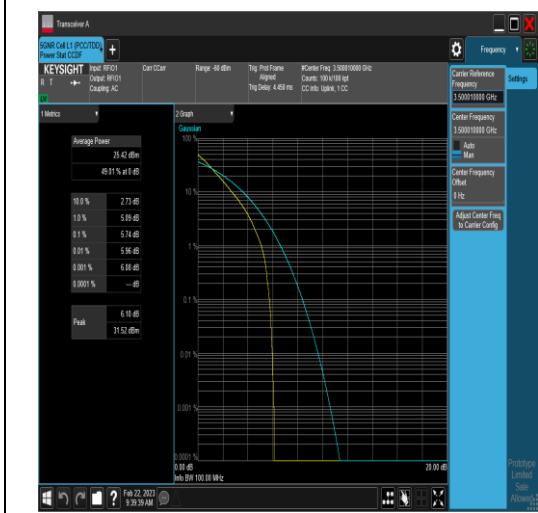 Transceiver A
5GNR Cell L1 (PCC/TDD)
Power Stat CCDF
Frequency
KEYSIGHT
R T
Input: RFIO1
Output: RFIO1
Coupling: AC
Corr CCorr
Range: -60 dBm
Trig: Prot Frame
Aligned
Trig Delay: 4.450 ms
#Center Freq: 3.500010000 GHz
Counts: 100 k/100 kpt
CC Info: Uplink, 1 CC
1 Metrics
Average Power
25.42 dBm
49.01 % at 0 dB
10.0 % 2.73 dB
1.0 % 5.09 dB
0.1 % 5.74 dB
0.01 % 5.96 dB
0.001 % 6.08 dB
0.0001 % --- dB
Peak
6.10 dB
31.52 dBm
2 Graph
Gaussian
100 %
10 %
1 %
0.1 %
0.01 %
0.001 %
0.0001 %
0.00 dB
20.00 dB
Info BW 100.00 MHz
Carrier Reference
Frequency
3.500010000 GHz
Settings
Center Frequency
3.500010000 GHz
Auto
Man
Center Frequency
Offset
0 Hz
Adjust Center Freq
to Carrier Config
Prototype
Limited
Sale
Allowed
?
Feb 22, 2023
9:39:39 AM